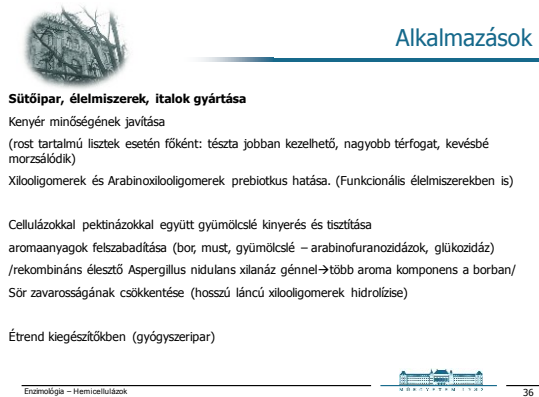 Alkalmazások
Sütőipar, élelmiszerek, italok gyártása
Kenyér minőségének javítása
(rost tartalmú lisztek esetén főként: tészta jobban kezelhető, nagyobb térfogat, kevésbé
morzsálódik)
Xilooligomerek és Arabinoxilooligomerek prebiotkus hatása. (Funkcionális élelmiszerekben is)
Cellulázokkal pektinázokkal együtt gyümölcslé kinyerés és tisztítása
aromaanyagok felszabadítása (bor, must, gyümölcslé – arabinofuranozidázok, glükozidáz)
/rekombináns élesztő Aspergillus nidulans xilanáz génnel→több aroma komponens a borban/
Sör zavarosságának csökkentése (hosszú láncú xilooligomerek hidrolízise)
Étrend kiegészítőkben (gyógyszeripar)
Enzimológia – Hemicellulázok
MŰEGYETEM 1782
36